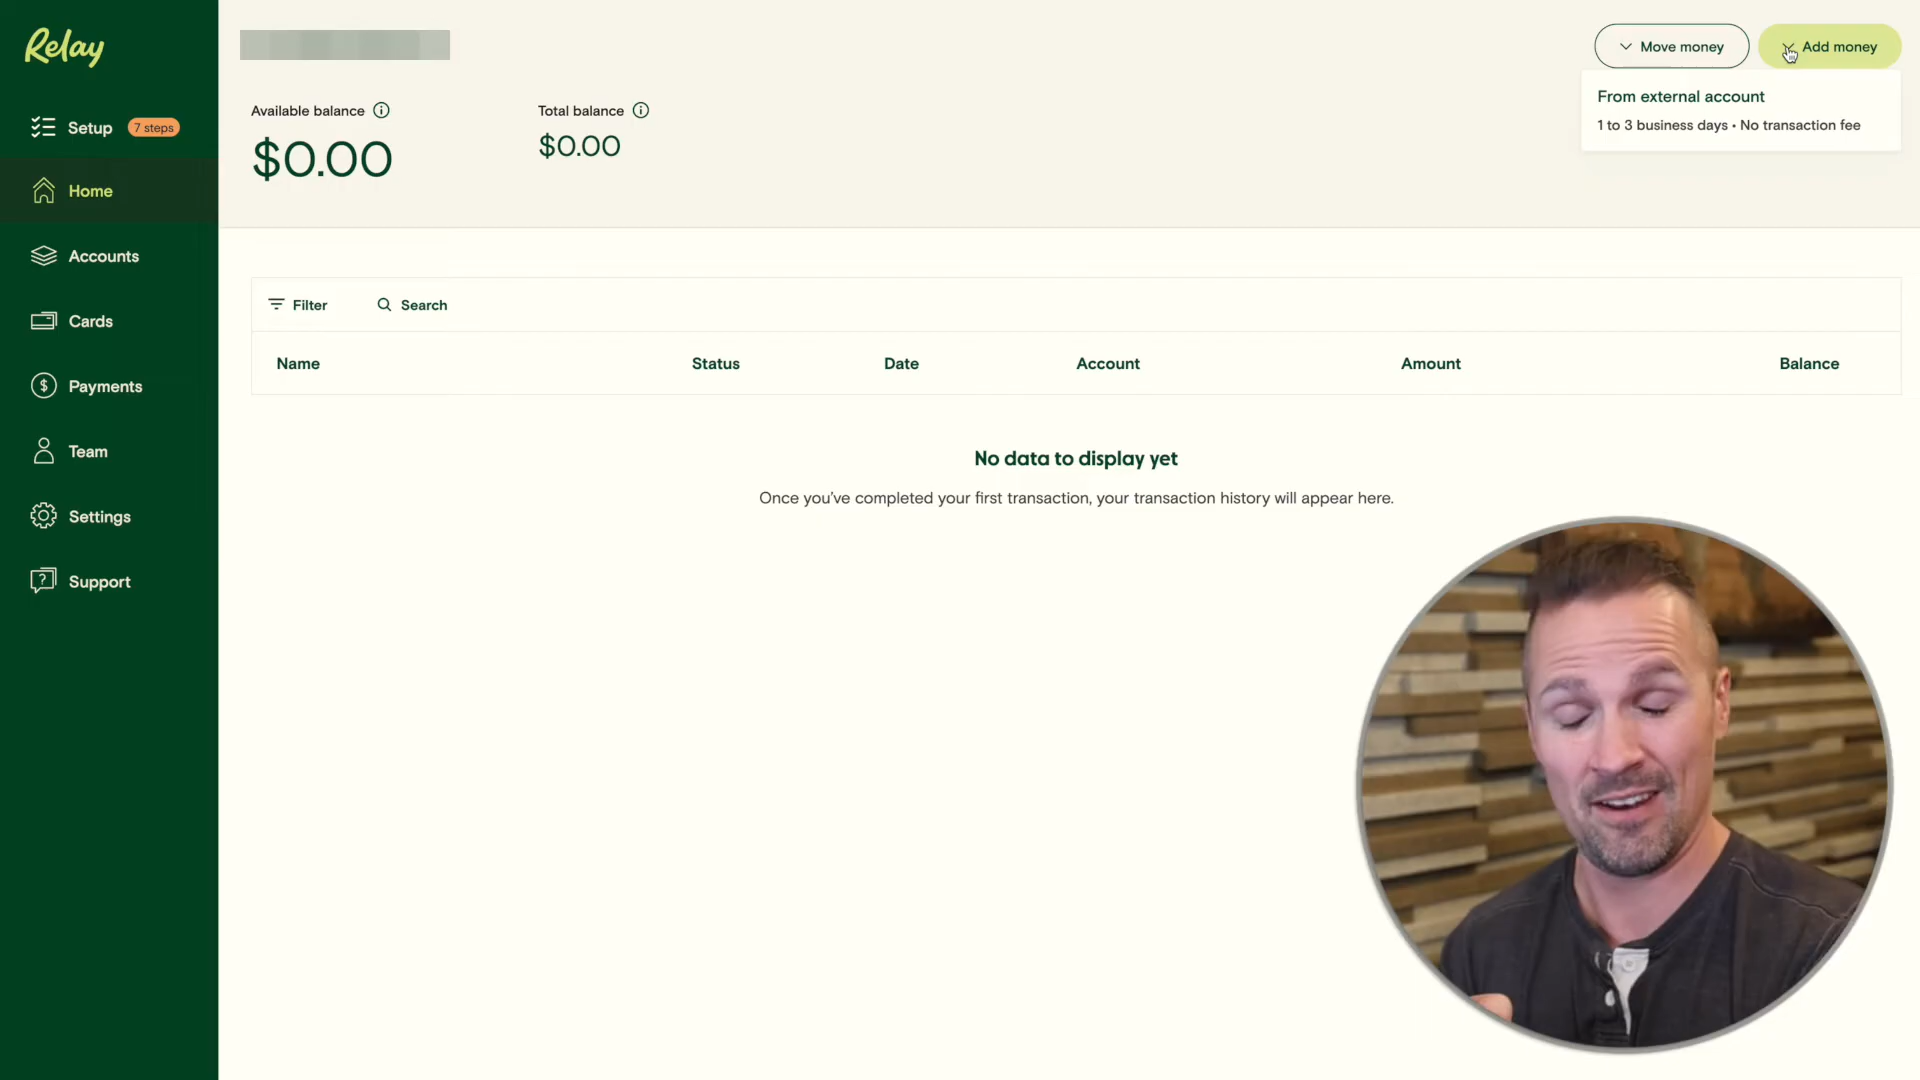 Relay
Setup 7 steps
Home
Accounts
Cards
Payments
Team
Settings
Support
Move money
Add money
From external account
1 to 3 business days • No transaction fee
Available balance
$0.00
Total balance
$0.00
Filter
Search
Name Status Date Account Amount Balance
No data to display yet
Once you've completed your first transaction, your transaction history will appear here.